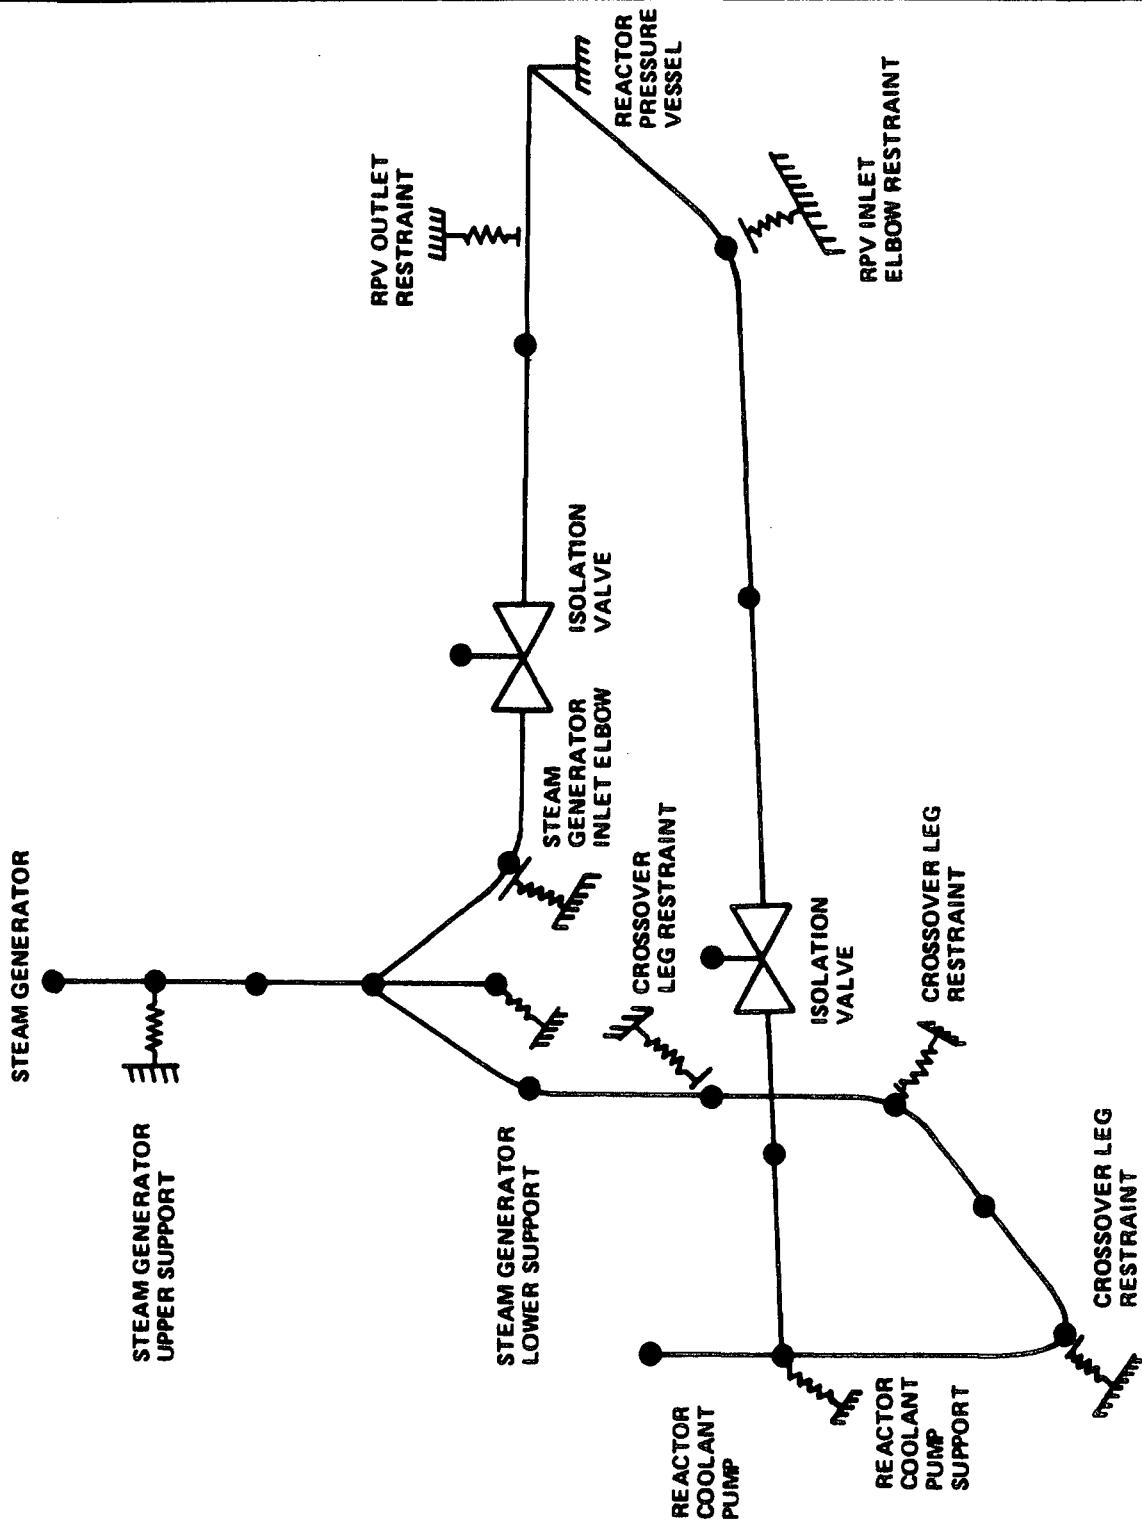 STEAM GENERATOR
STEAM GENERATOR
UPPER SUPPORT
STEAM GENERATOR
LOWER SUPPORT
REACTOR
COOLANT
PUMP
REACTOR
COOLANT
PUMP
SUPPORT
CROSSOVER LEG
RESTRAINT
CROSSOVER LEG
RESTRAINT
CROSSOVER
LEG RESTRAINT
ISOLATION
VALVE
STEAM
GENERATOR
INLET ELBOW
ISOLATION
VALVE
RPV OUTLET
RESTRAINT
RPV INLET
ELBOW RESTRAINT
REACTOR
PRESSURE
VESSEL